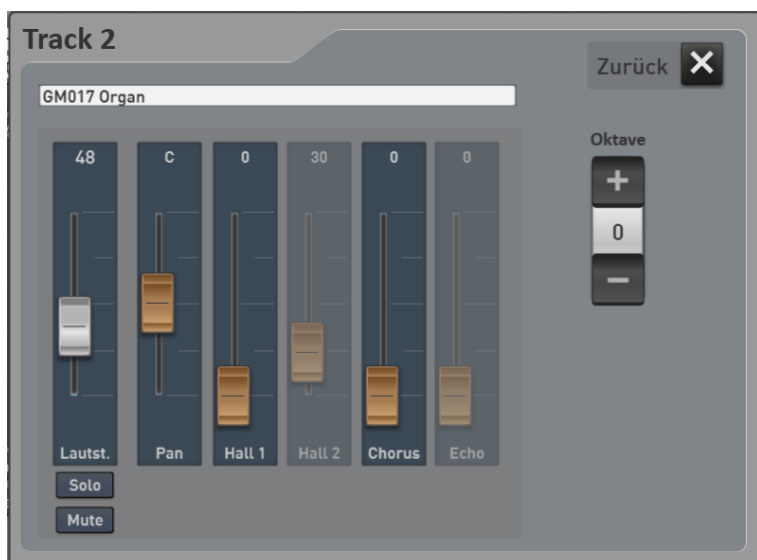 Track 2
Zurück
GM017 Organ
Oktave
+
0
−
48 C 0 30 0 0
Lautst. Pan Hall 1 Hall 2 Chorus Echo
Solo
Mute